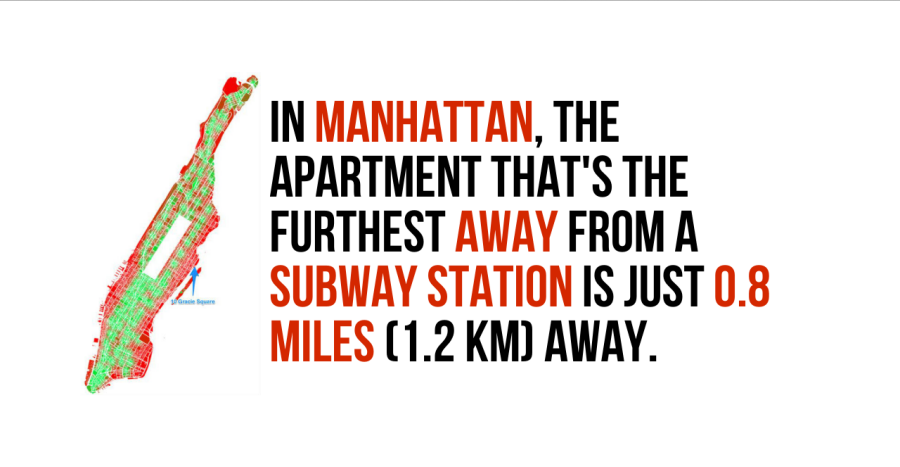 IN MANHATTAN, THE
APARTMENT THAT'S THE
FURTHEST AWAY FROM A
SUBWAY STATION IS JUST 0.8
MILES (1.2 KM) AWAY.
10 Gracie Square